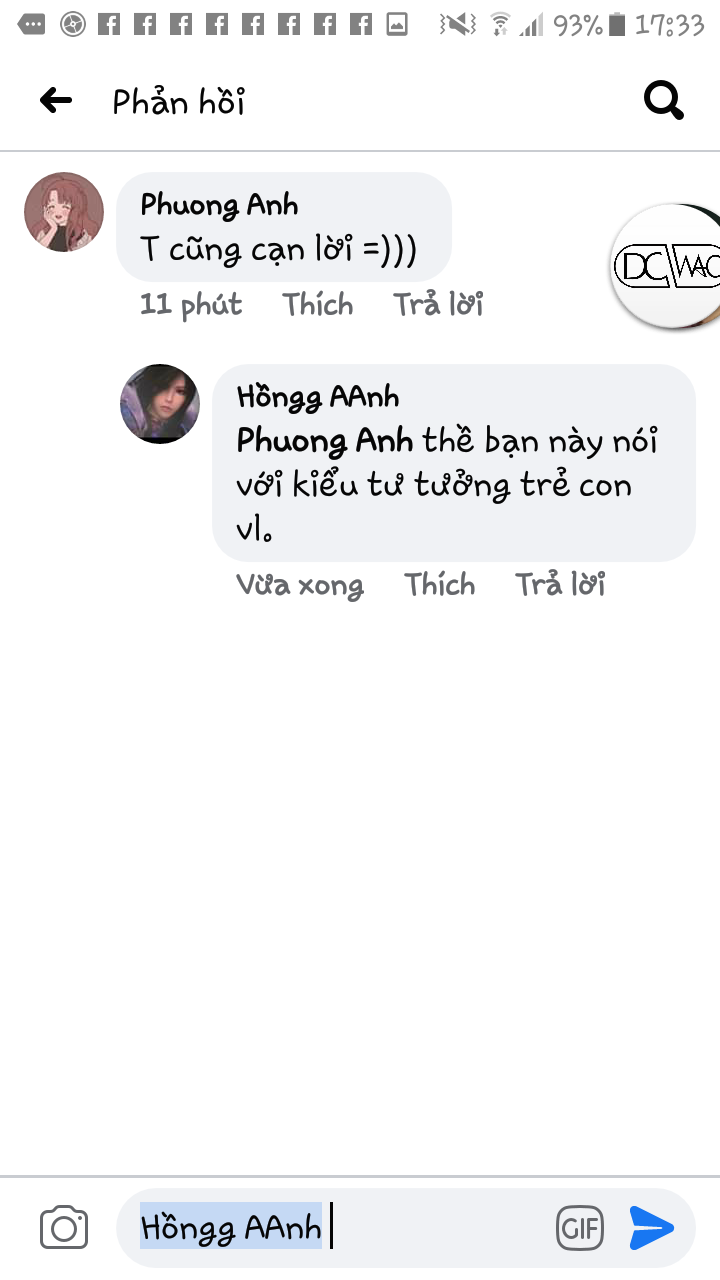 93% 17:33
Phản hồi
Phuong Anh
T cũng cạn lời =)))
11 phút Thích Trả lời
DC WAC
Hồngg AAnh
Phuong Anh thề bạn này nói
với kiểu tư tưởng trẻ con
vl.
Vừa xong Thích Trả lời
Hồngg AAnh
GIF